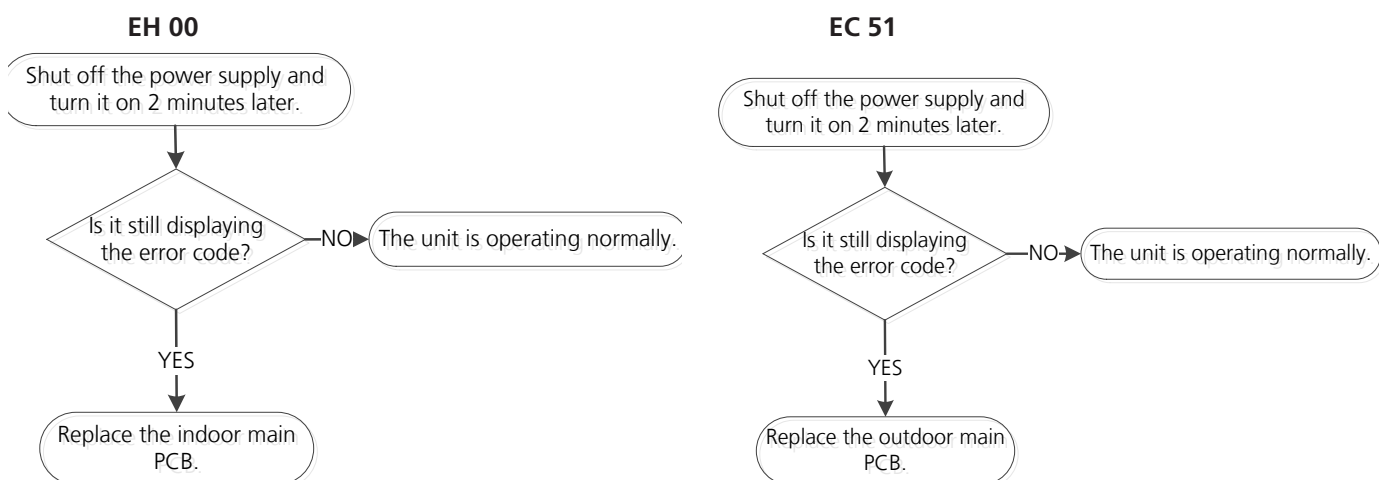 EH 00
Shut off the power supply and
turn it on 2 minutes later.
Is it still displaying
the error code?
NO
The unit is operating normally.
YES
Replace the indoor main
PCB.
EC 51
Shut off the power supply and
turn it on 2 minutes later.
Is it still displaying
the error code?
NO
The unit is operating normally.
YES
Replace the outdoor main
PCB.